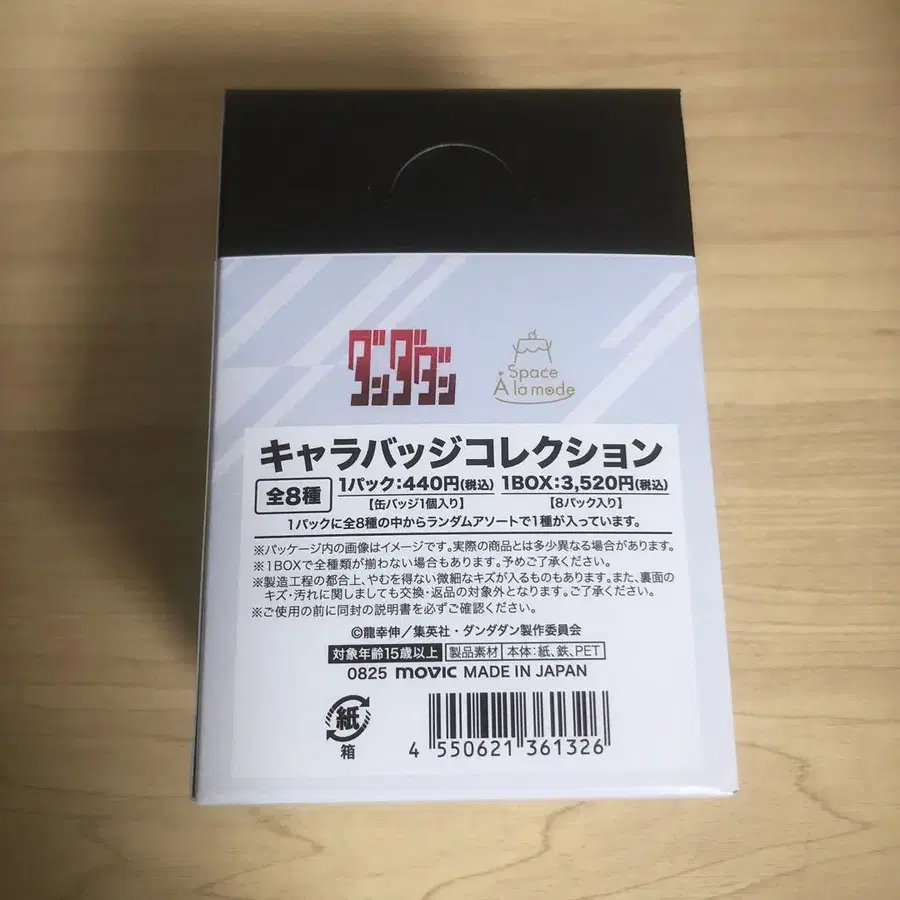 ダンダダン
Space
À la mode
キャラバッジコレクション
全8種
1パック:440円(税込) 1BOX:3,520円(税込)
【缶バッジ1個入り】 【8パック入り】
1パックに全8種の中からランダムアソートで1種が入っています。
※パッケージ内の画像はイメージです。実際の商品とは多少異なる場合があります。
※1BOXで全種類が揃わない場合もあります。予めご了承ください。
※製造工程の都合上、やむを得ない微細なキズが入るものもあります。また、裏面の
キズ・汚れに関しましても交換・返品の対象外となります。ご了承ください。
※ご使用の前に同封の説明書を必ずご確認ください。
©龍幸伸/集英社・ダンダダン製作委員会
対象年齢15歳以上 製品素材 本体:紙、鉄、PET
0825 movic MADE IN JAPAN
紙
箱
4 550621 361326